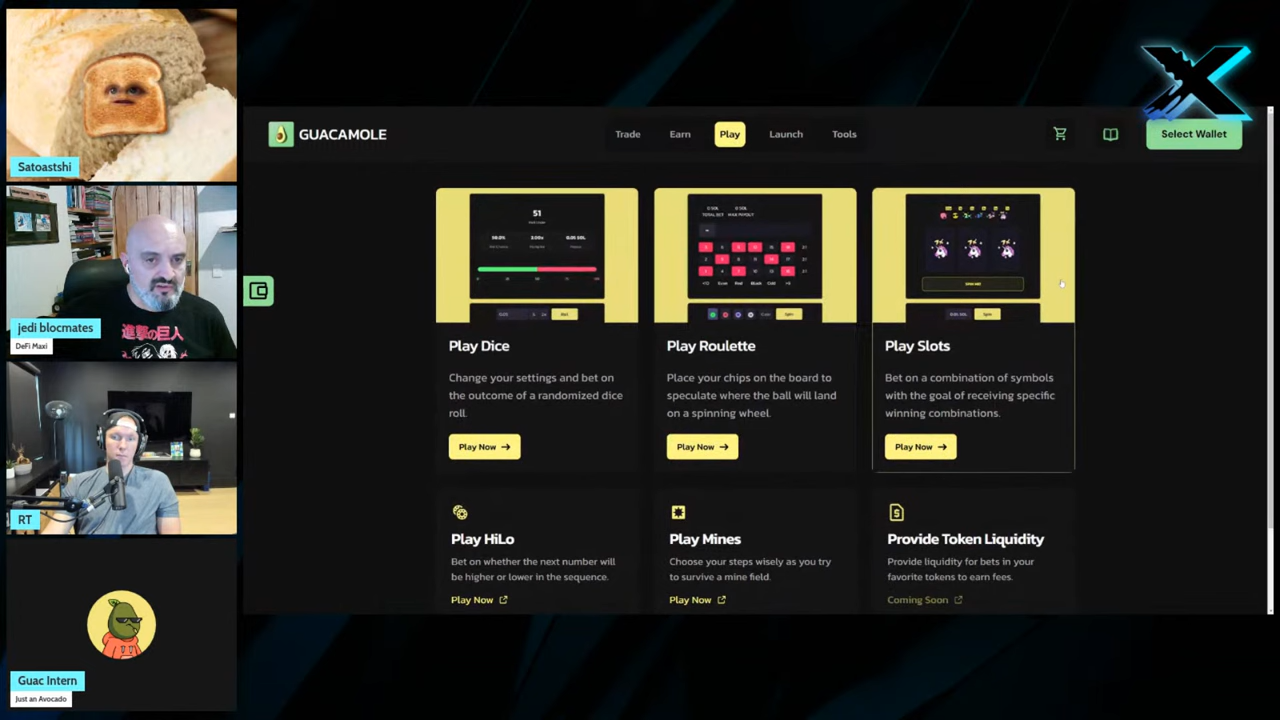 Satoastshi
jedi blocmates
DeFi Maxi
進撃の巨人
RT
Guac Intern
Just an Avocado
GUACAMOLE
Trade
Earn
Play
Launch
Tools
Select Wallet
51
Play Dice
Change your settings and bet on
the outcome of a randomized dice
roll.
Play Now
Play Roulette
Place your chips on the board to
speculate where the ball will land
on a spinning wheel.
Play Now
Play Slots
Bet on a combination of symbols
with the goal of receiving specific
winning combinations.
Play Now
Play HiLo
Bet on whether the next number will
be higher or lower in the sequence.
Play Now
Play Mines
Choose your steps wisely as you try
to survive a mine field.
Play Now
Provide Token Liquidity
Provide liquidity for bets in your
favorite tokens to earn fees.
Coming Soon
X